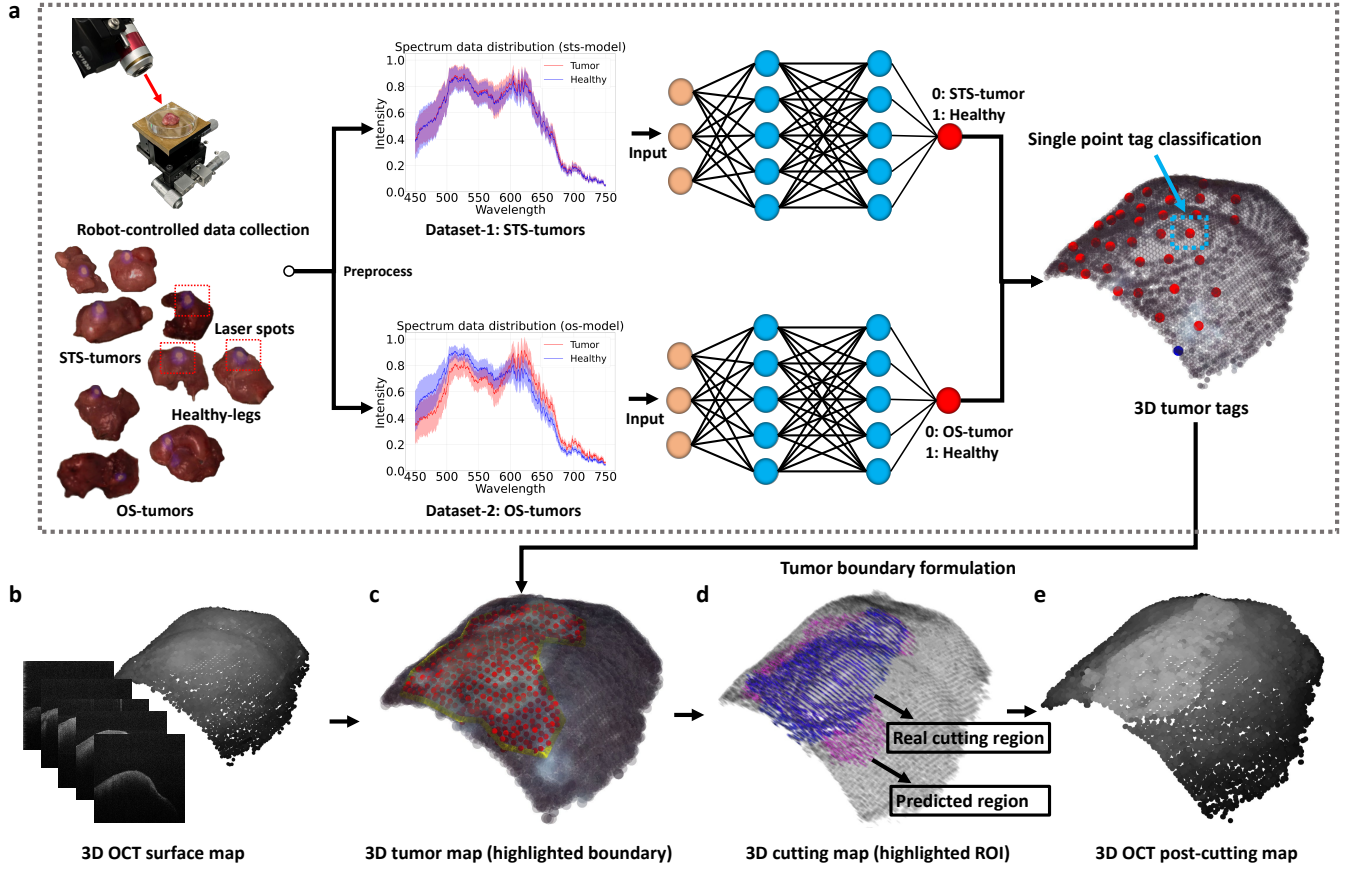 a
Robot-controlled data collection
STS-tumors
Laser spots
Healthy-legs
OS-tumors
Preprocess
Spectrum data distribution (sts-model)
Tumor
Healthy
Intensity
1.0
0.8
0.6
0.4
0.2
0.0
450 500 550 600 650 700 750
Wavelength
Dataset-1: STS-tumors
Input
0: STS-tumor
1: Healthy
Spectrum data distribution (os-model)
Tumor
Healthy
Intensity
1.0
0.8
0.6
0.4
0.2
0.0
450 500 550 600 650 700 750
Wavelength
Dataset-2: OS-tumors
Input
0: OS-tumor
1: Healthy
Single point tag classification
3D tumor tags
Tumor boundary formulation
b
3D OCT surface map
c
3D tumor map (highlighted boundary)
d
Real cutting region
Predicted region
3D cutting map (highlighted ROI)
e
3D OCT post-cutting map